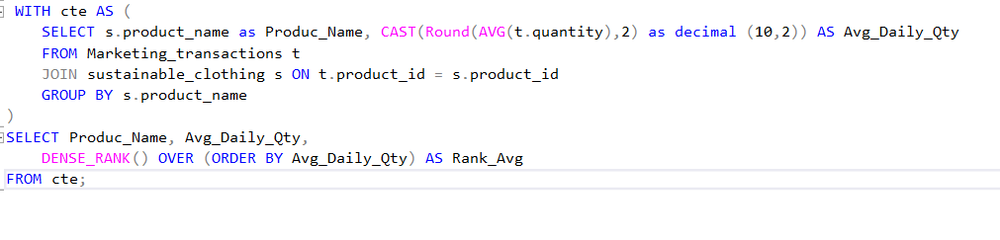 WITH cte AS (
SELECT s.product_name as Produc_Name, CAST(Round(AVG(t.quantity),2) as decimal (10,2)) AS Avg_Daily_Qty
FROM Marketing_transactions t
JOIN sustainable_clothing s ON t.product_id = s.product_id
GROUP BY s.product_name
)
SELECT Produc_Name, Avg_Daily_Qty,
DENSE_RANK() OVER (ORDER BY Avg_Daily_Qty) AS Rank_Avg
FROM cte;